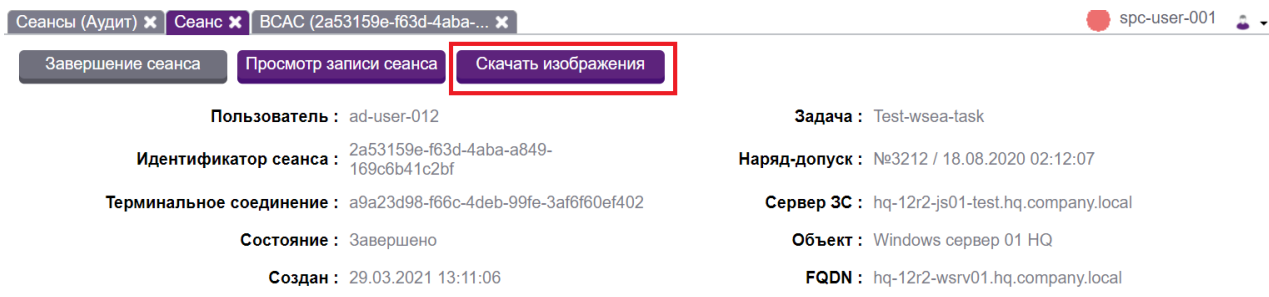 Сеансы (Аудит) ✖ Сеанс ✖ ВСАС (2a53159e-f63d-4aba-... ✖ spc-user-001
Завершение сеанса Просмотр записи сеанса Скачать изображения
Пользователь : ad-user-012 Задача : Test-wsea-task
Идентификатор сеанса : 2a53159e-f63d-4aba-a849-
169c6b41c2bf
Наряд-допуск : №3212 / 18.08.2020 02:12:07
Терминальное соединение : a9a23d98-f66c-4deb-99fe-3af6f60ef402 Сервер ЗС : hq-12r2-js01-test.hq.company.local
Состояние : Завершено Объект : Windows сервер 01 HQ
Создан : 29.03.2021 13:11:06 FQDN : hq-12r2-wsrv01.hq.company.local